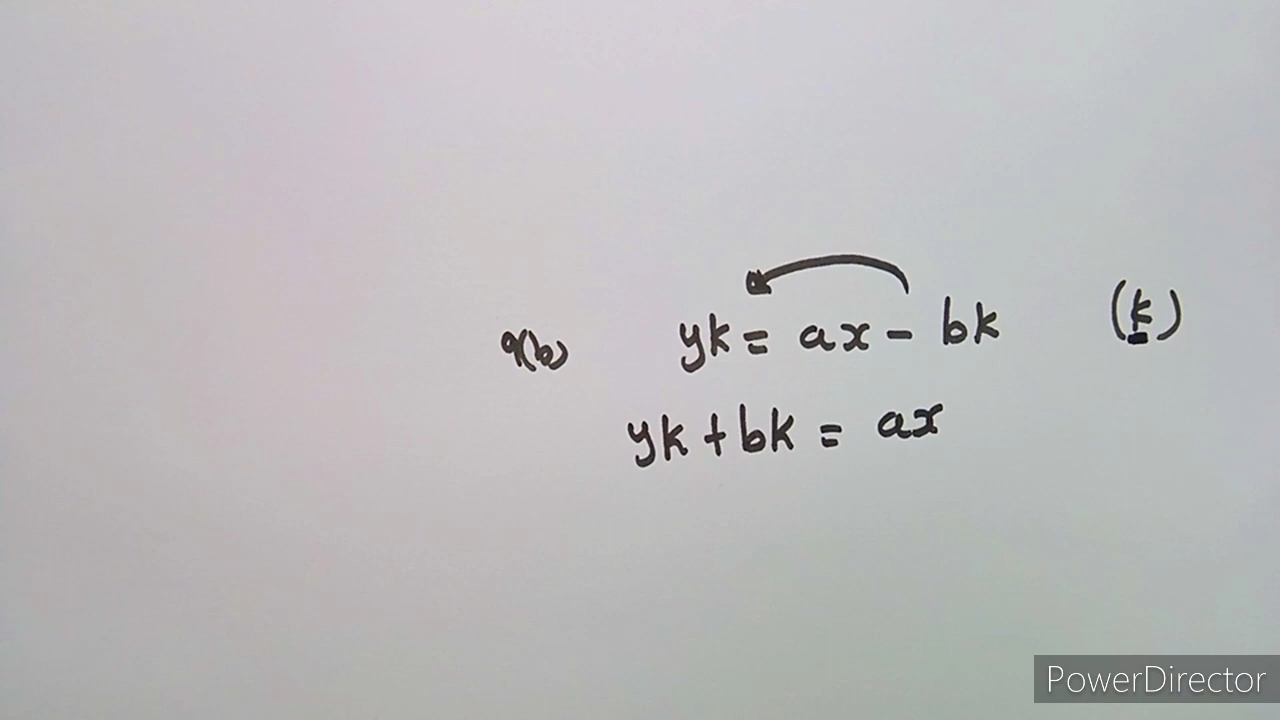 9(b) yk = ax - bk (k)
yk + bk = ax
PowerDirector